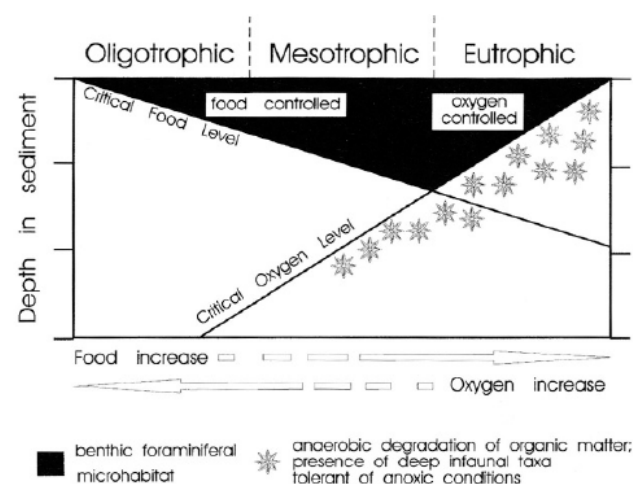 Oligotrophic Mesotrophic Eutrophic
Critical Food Level
food controlled
oxygen
controlled
Depth in sediment
Critical Oxygen Level
Food increase
Oxygen increase
benthic foraminiferal
microhabitat
anaerobic degradation of organic matter;
presence of deep infaunal taxa
tolerant of anoxic conditions